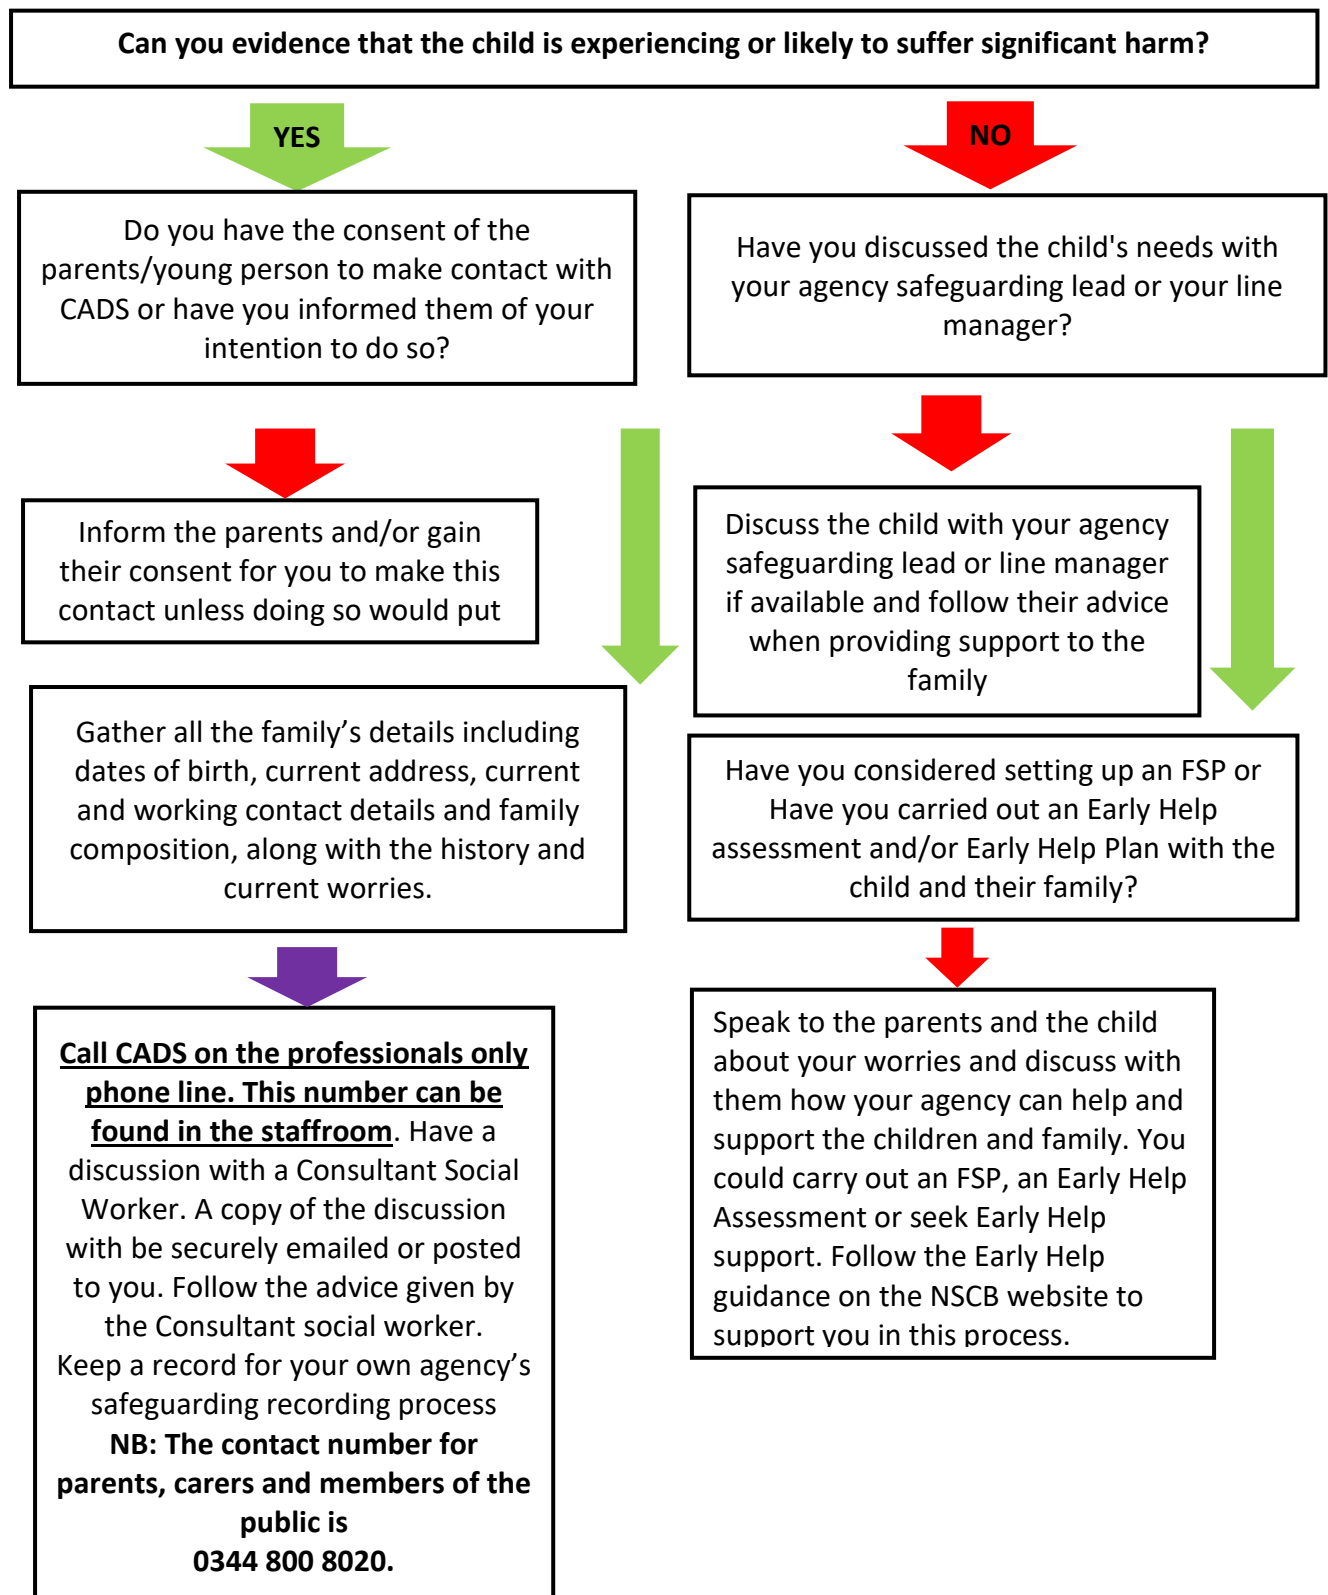 Can you evidence that the child is experiencing or likely to suffer significant harm?
YES
NO
Do you have the consent of the
parents/young person to make contact with
CADS or have you informed them of your
intention to do so?
Have you discussed the child's needs with
your agency safeguarding lead or your line
manager?
Inform the parents and/or gain
their consent for you to make this
contact unless doing so would put
Discuss the child with your agency
safeguarding lead or line manager
if available and follow their advice
when providing support to the
family
Gather all the family’s details including
dates of birth, current address, current
and working contact details and family
composition, along with the history and
current worries.
Have you considered setting up an FSP or
Have you carried out an Early Help
assessment and/or Early Help Plan with the
child and their family?
Call CADS on the professionals only
phone line. This number can be
found in the staffroom. Have a
discussion with a Consultant Social
Worker. A copy of the discussion
with be securely emailed or posted
to you. Follow the advice given by
the Consultant social worker.
Keep a record for your own agency’s
safeguarding recording process
NB: The contact number for
parents, carers and members of the
public is
0344 800 8020.
Speak to the parents and the child
about your worries and discuss with
them how your agency can help and
support the children and family. You
could carry out an FSP, an Early Help
Assessment or seek Early Help
support. Follow the Early Help
guidance on the NSCB website to
support you in this process.